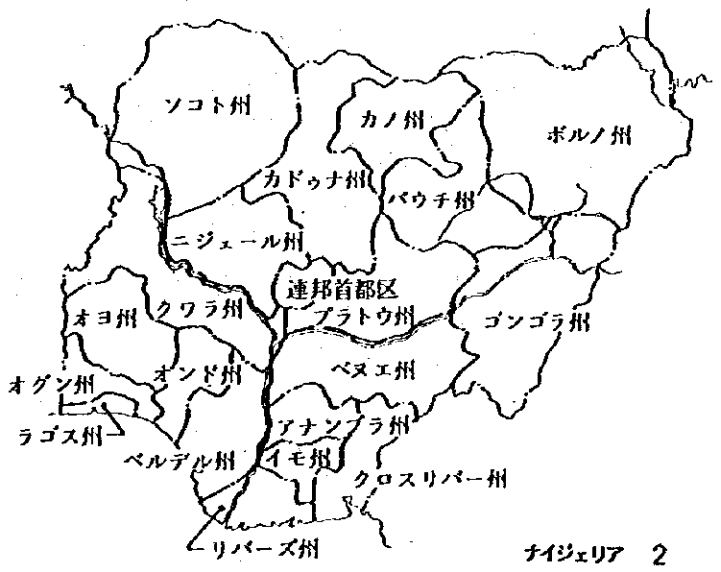 ソコト州
カノ州
ボルノ州
カドゥナ州
バウチ州
ニジェール州
連邦首都区
プラトウ州
クワラ州
オヨ州
ゴンゴラ州
ベヌエ州
オンド州
オグン州
ラゴス州
アナンブラ州
ベルデル州
イモ州
クロスリバー州
リバーズ州
ナイジェリア 2